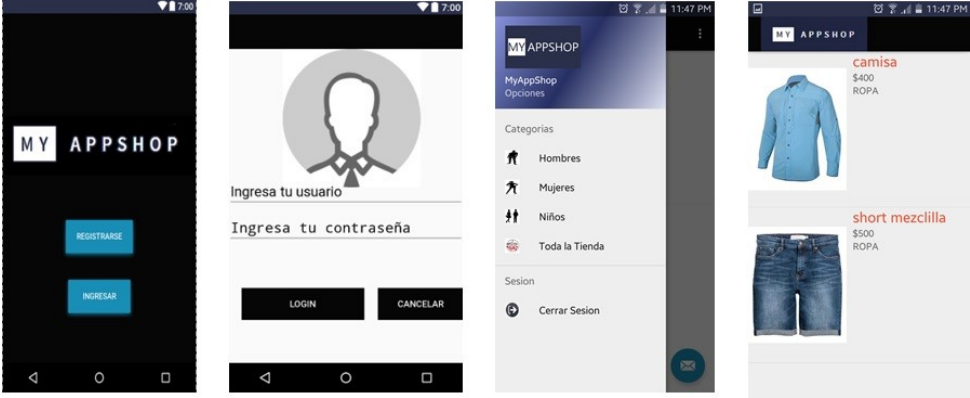 7:00
MY APPSHOP
REGISTRARSE
INGRESAR
7:00
Ingresa tu usuario
Ingresa tu contraseña
LOGIN
CANCELAR
11:47 PM
MY APPSHOP
MyAppShop
Opciones
Categorias
Hombres
Mujeres
Niños
Toda la Tienda
Sesion
Cerrar Sesion
11:47 PM
MY APPSHOP
camisa
$400
ROPA
short mezclilla
$500
ROPA